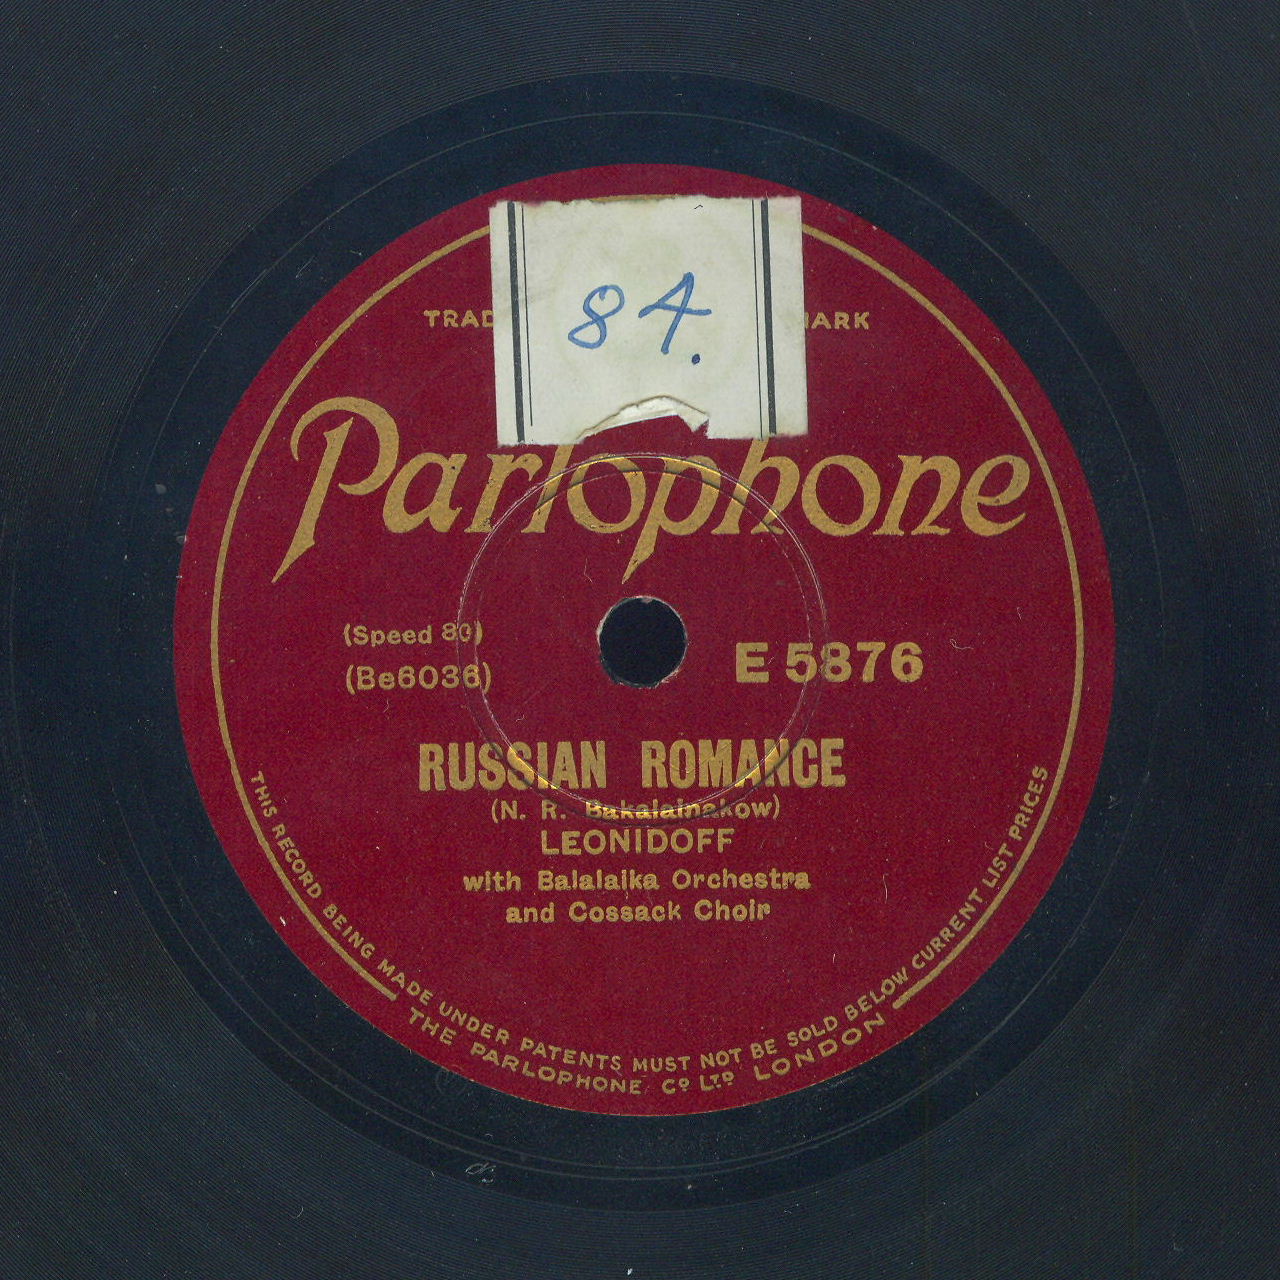 84.
TRAD ARK
Parlophone
(Speed 80)
(Be6036)
E 5876
RUSSIAN ROMANCE
(N. R. Bakalainakow)
LEONIDOFF
with Balalaika Orchestra
and Cossack Choir
THIS RECORD BEING MADE UNDER PATENTS MUST NOT BE SOLD BELOW CURRENT LIST PRICES
THE PARLOPHONE CO LTD LONDON